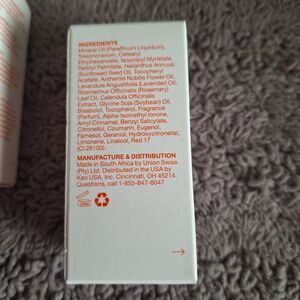 INGREDIENTS
Mineral Oil (Paraffinum Liquidum),
Triisononanoin, Cetearyl
Ethylhexanoate, Isopropyl Myristate,
Retinyl Palmitate, Helianthus Annuus
(Sunflower) Seed Oil, Tocopheryl
Acetate, Anthemis Nobilis Flower Oil,
Lavandula Angustifolia (Lavender) Oil,
Rosmarinus Officinalis (Rosemary)
Leaf Oil, Calendula Officinalis
Extract, Glycine Soja (Soybean) Oil,
Bisabolol, Tocopherol, Fragrance
(Parfum), Alpha-Isomethyl Ionone,
Amyl Cinnamal, Benzyl Salicylate,
Citronellol, Coumarin, Eugenol,
Farnesol, Geraniol, Hydroxycitronellal,
Limonene, Linalool, Red 17
(CI 26100).
MANUFACTURE & DISTRIBUTION
Made in South Africa by Union Swiss
(Pty) Ltd. Distributed in the USA by
Kao USA, Inc. Cincinnati, OH 45214.
Questions, call 1-855-847-6047